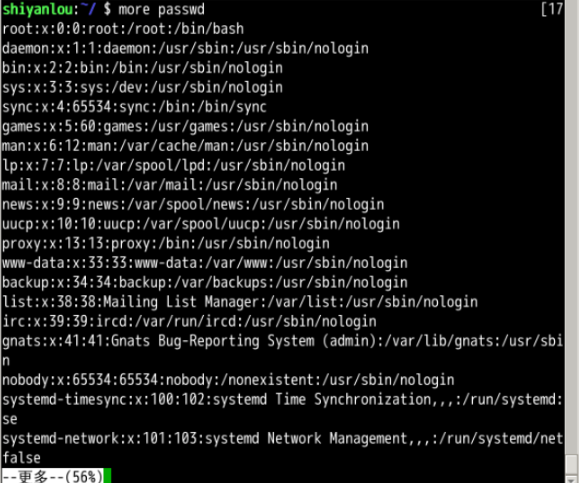 shiyanlou:~/ $ more passwd [17
root:x:0:0:root:/root:/bin/bash
daemon:x:1:1:daemon:/usr/sbin:/usr/sbin/nologin
bin:x:2:2:bin:/bin:/usr/sbin/nologin
sys:x:3:3:sys:/dev:/usr/sbin/nologin
sync:x:4:65534:sync:/bin:/bin/sync
games:x:5:60:games:/usr/games:/usr/sbin/nologin
man:x:6:12:man:/var/cache/man:/usr/sbin/nologin
lp:x:7:7:lp:/var/spool/lpd:/usr/sbin/nologin
mail:x:8:8:mail:/var/mail:/usr/sbin/nologin
news:x:9:9:news:/var/spool/news:/usr/sbin/nologin
uucp:x:10:10:uucp:/var/spool/uucp:/usr/sbin/nologin
proxy:x:13:13:proxy:/bin:/usr/sbin/nologin
www-data:x:33:33:www-data:/var/www:/usr/sbin/nologin
backup:x:34:34:backup:/var/backups:/usr/sbin/nologin
list:x:38:38:Mailing List Manager:/var/list:/usr/sbin/nologin
irc:x:39:39:ircd:/var/run/ircd:/usr/sbin/nologin
gnats:x:41:41:Gnats Bug-Reporting System (admin):/var/lib/gnats:/usr/sbi
n
nobody:x:65534:65534:nobody:/nonexistent:/usr/sbin/nologin
systemd-timesync:x:100:102:systemd Time Synchronization,,,:/run/systemd:
se
systemd-network:x:101:103:systemd Network Management,,,:/run/systemd/net
false
--更多--(56%)